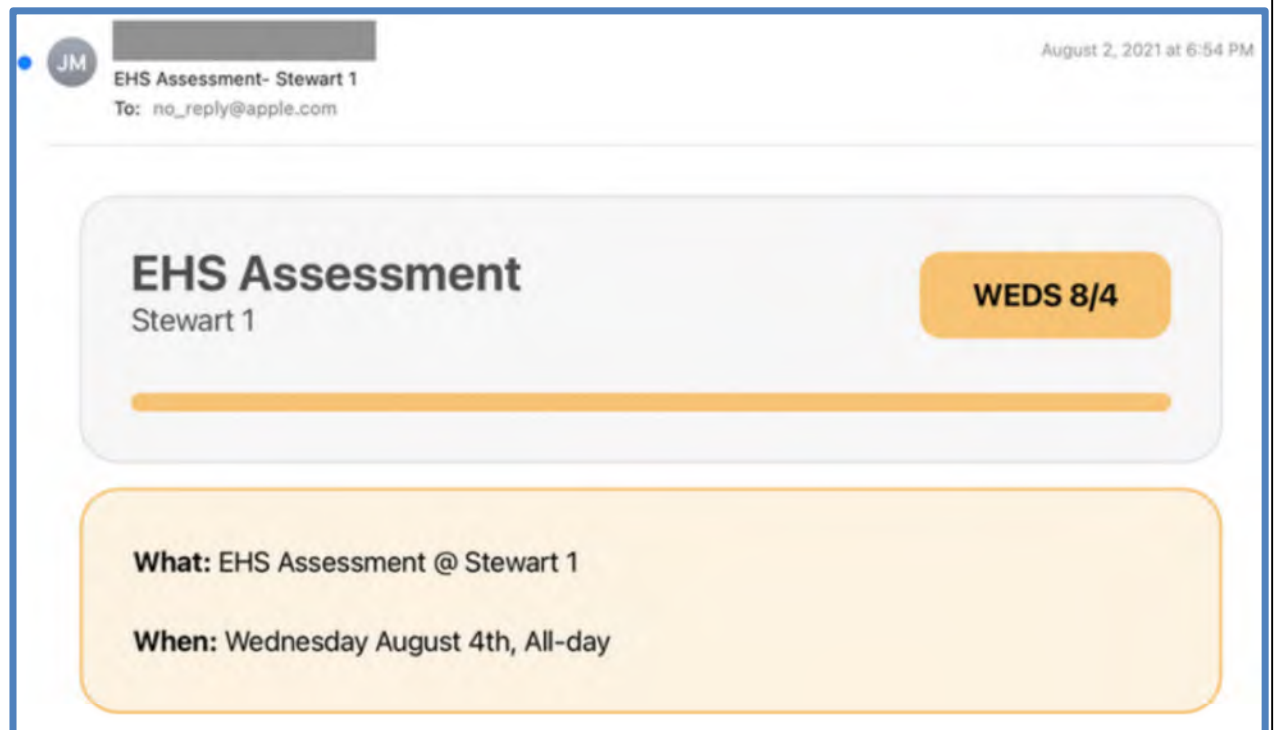 JM
August 2, 2021 at 6:54 PM
EHS Assessment- Stewart 1
To: no_reply@apple.com
EHS Assessment
Stewart 1
WEDS 8/4
What: EHS Assessment @ Stewart 1
When: Wednesday August 4th, All-day